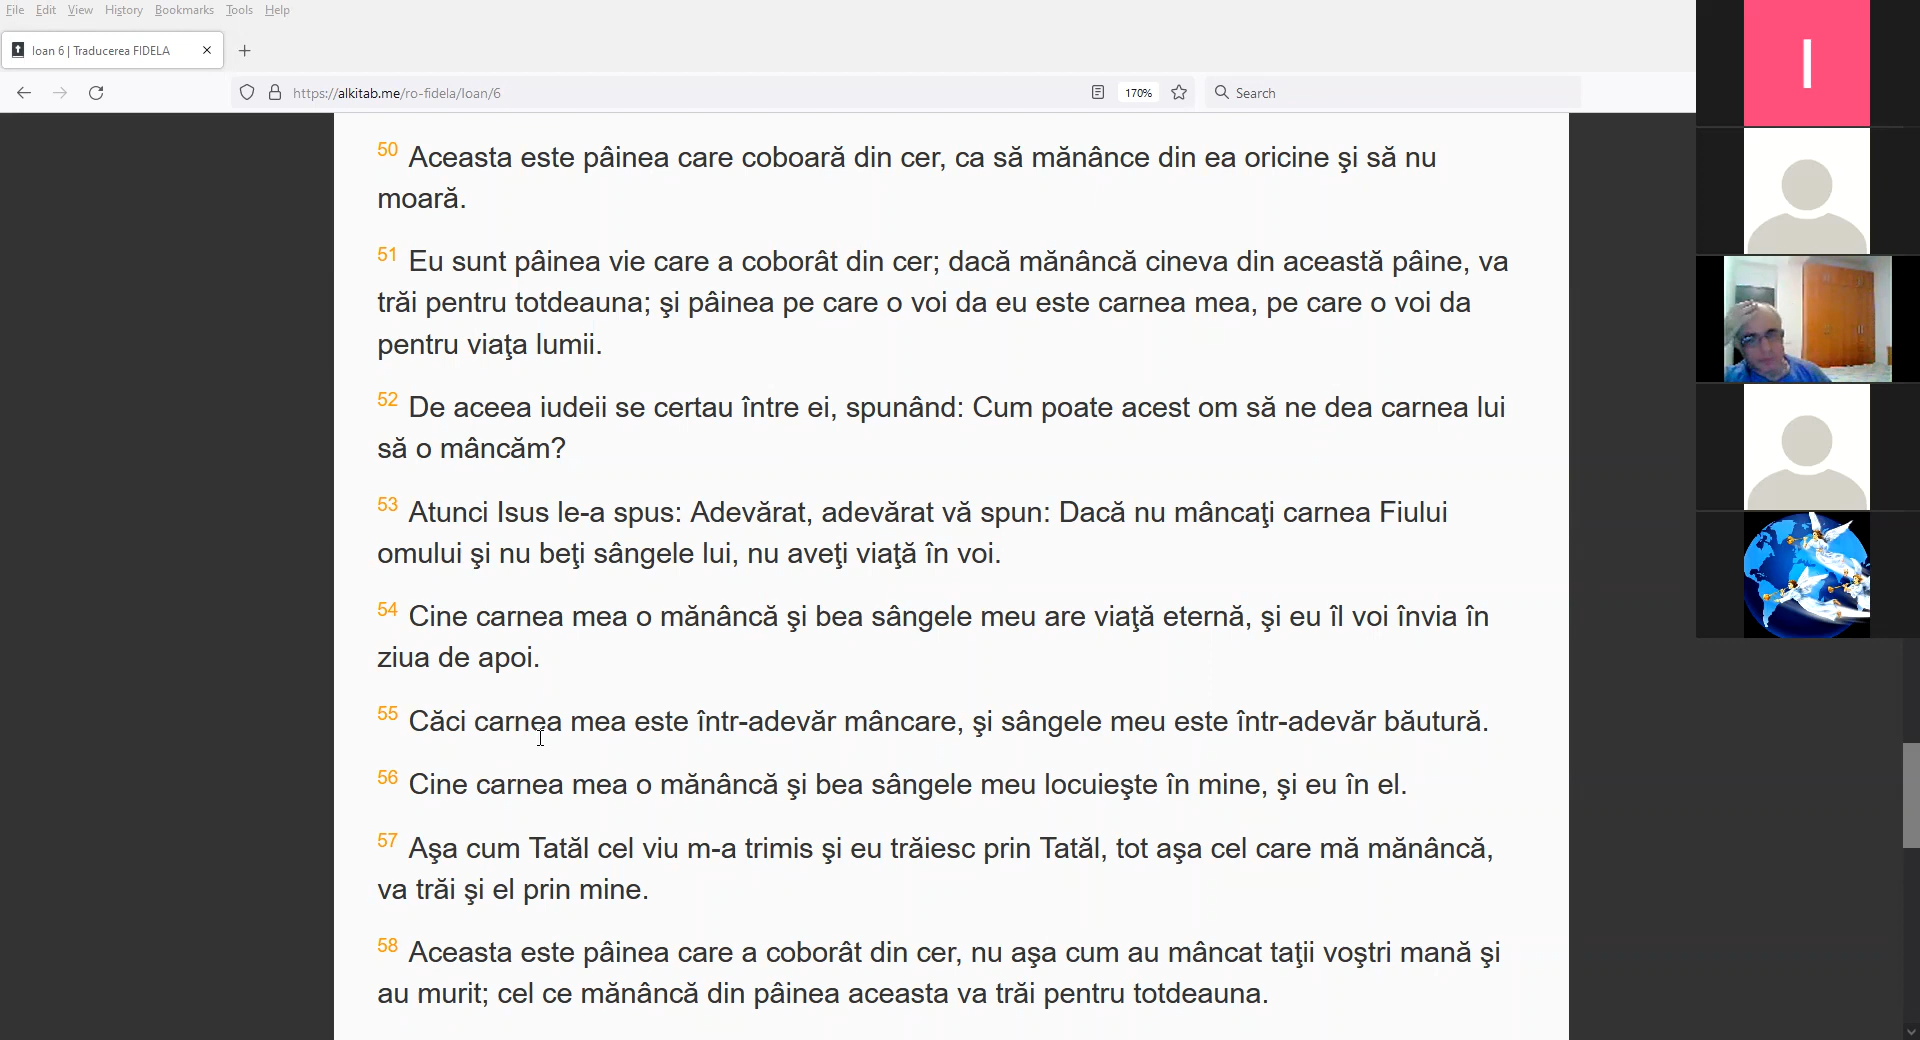 File Edit View History Bookmarks Tools Help
Ioan 6 | Traducerea FIDELA
https://alkitab.me/ro-fidela/Ioan/6
170%
Search
I
50 Aceasta este pâinea care coboară din cer, ca să mănânce din ea oricine şi să nu
moară.
51 Eu sunt pâinea vie care a coborât din cer; dacă mănâncă cineva din această pâine, va
trăi pentru totdeauna; şi pâinea pe care o voi da eu este carnea mea, pe care o voi da
pentru viaţa lumii.
52 De aceea iudeii se certau între ei, spunând: Cum poate acest om să ne dea carnea lui
să o mâncăm?
53 Atunci Isus le-a spus: Adevărat, adevărat vă spun: Dacă nu mâncaţi carnea Fiului
omului şi nu beţi sângele lui, nu aveţi viaţă în voi.
54 Cine carnea mea o mănâncă şi bea sângele meu are viaţă eternă, şi eu îl voi învia în
ziua de apoi.
55 Căci carnea mea este într-adevăr mâncare, şi sângele meu este într-adevăr băutură.
56 Cine carnea mea o mănâncă şi bea sângele meu locuieşte în mine, şi eu în el.
57 Aşa cum Tatăl cel viu m-a trimis şi eu trăiesc prin Tatăl, tot aşa cel care mă mănâncă,
va trăi şi el prin mine.
58 Aceasta este pâinea care a coborât din cer, nu aşa cum au mâncat taţii voştri mană şi
au murit; cel ce mănâncă din pâinea aceasta va trăi pentru totdeauna.